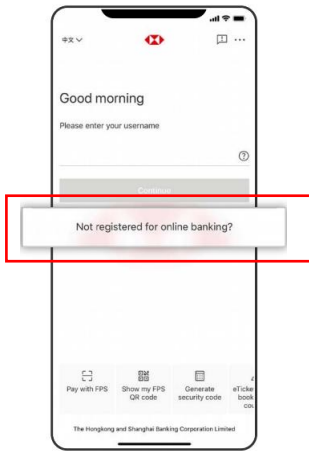 中文
Good morning
Please enter your username
Continue
Not registered for online banking?
Pay with FPS
Show my FPS
QR code
Generate
security code
eTicke
book
cou
The Hongkong and Shanghai Banking Corporation Limited